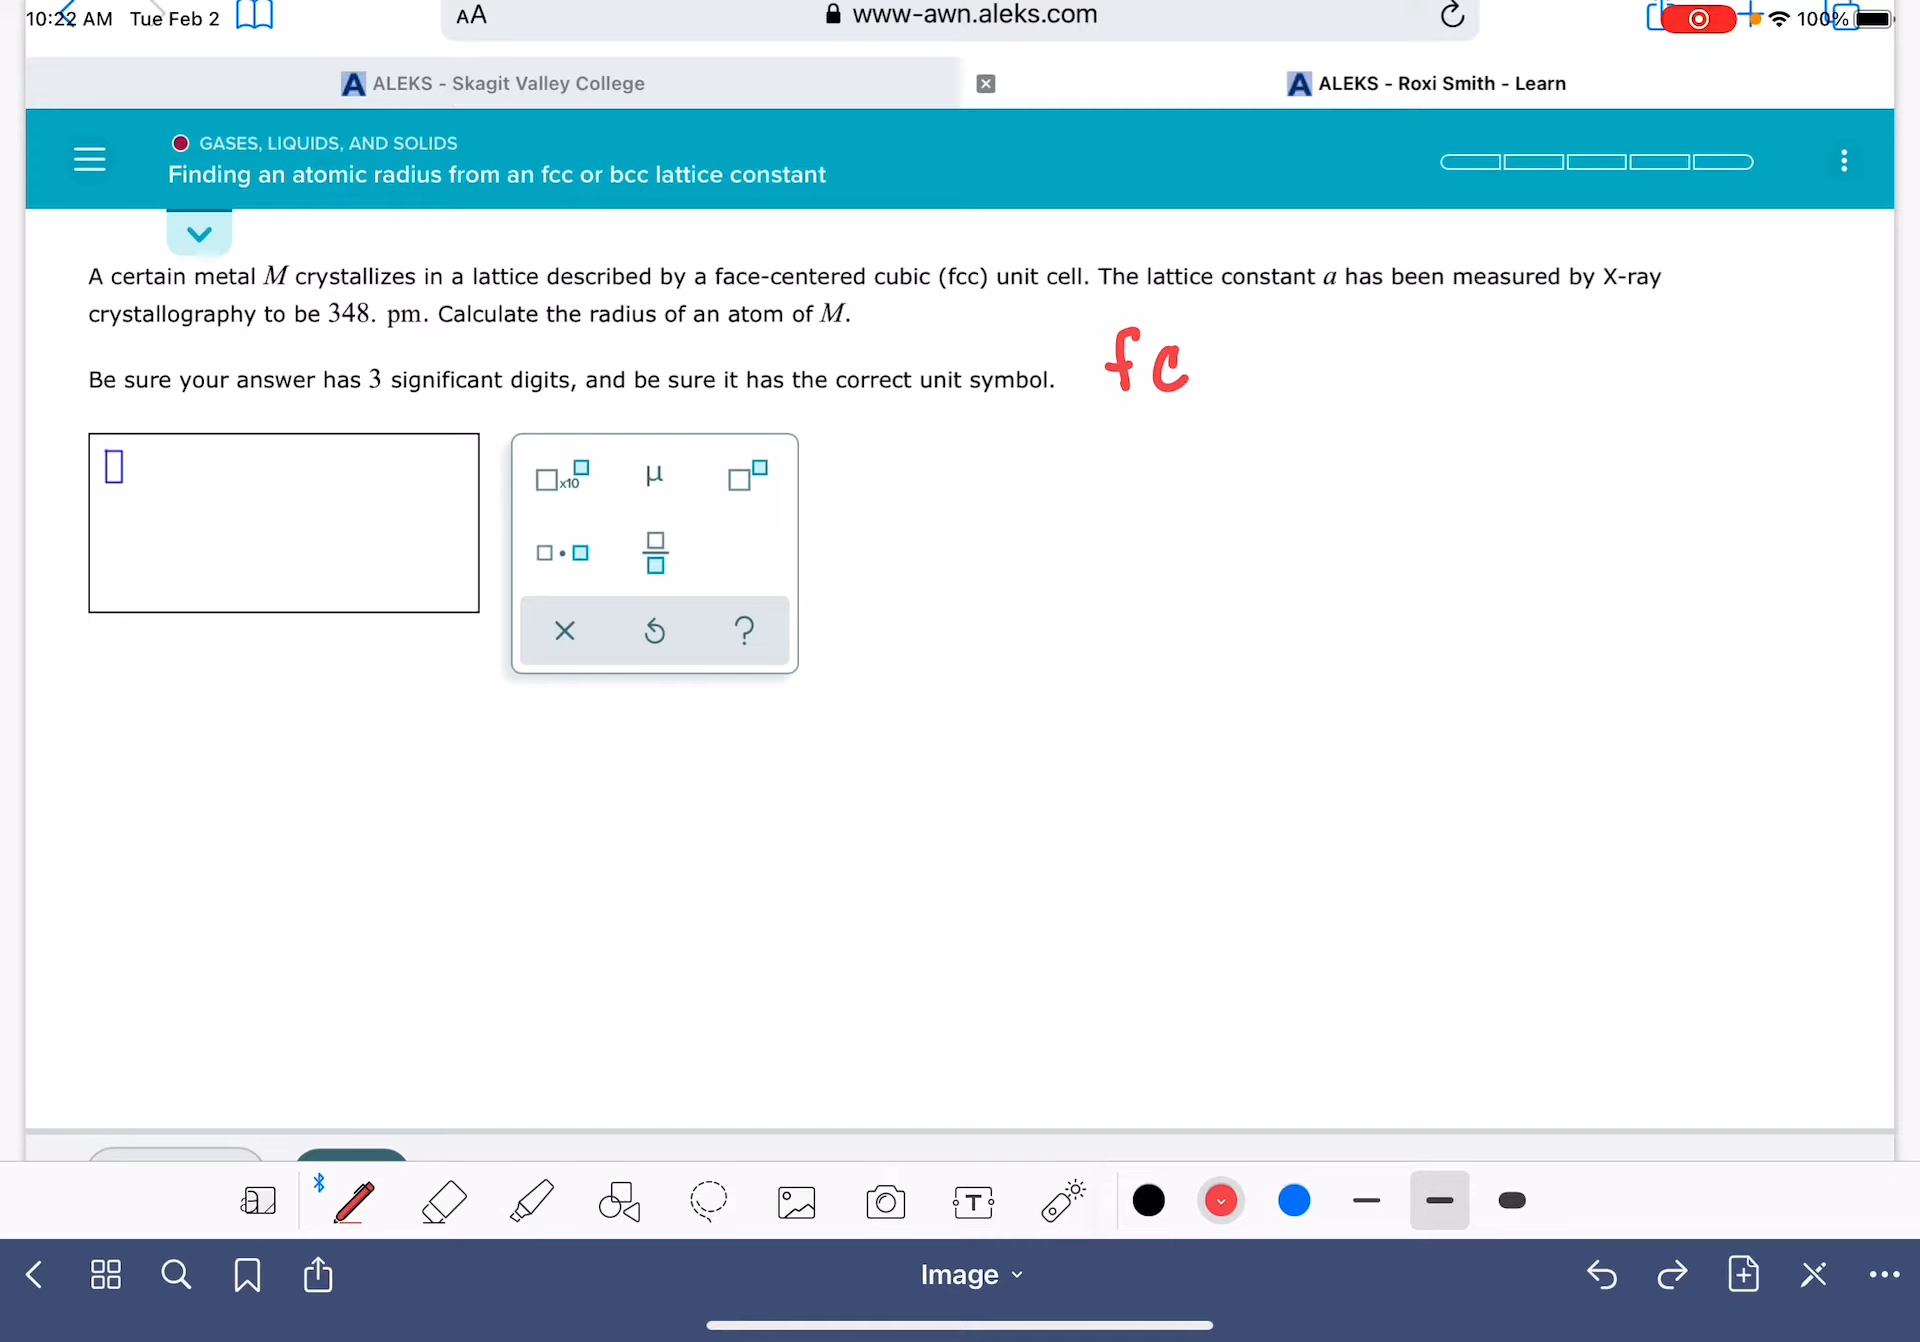 10:22 AM Tue Feb 2
AA
www-awn.aleks.com
100%
ALEKS - Skagit Valley College
ALEKS - Roxi Smith - Learn
GASES, LIQUIDS, AND SOLIDS
Finding an atomic radius from an fcc or bcc lattice constant
A certain metal M crystallizes in a lattice described by a face-centered cubic (fcc) unit cell. The lattice constant a has been measured by X-ray
crystallography to be 348. pm. Calculate the radius of an atom of M.
fc
Be sure your answer has 3 significant digits, and be sure it has the correct unit symbol.
x10 μ
?
a
T
Image